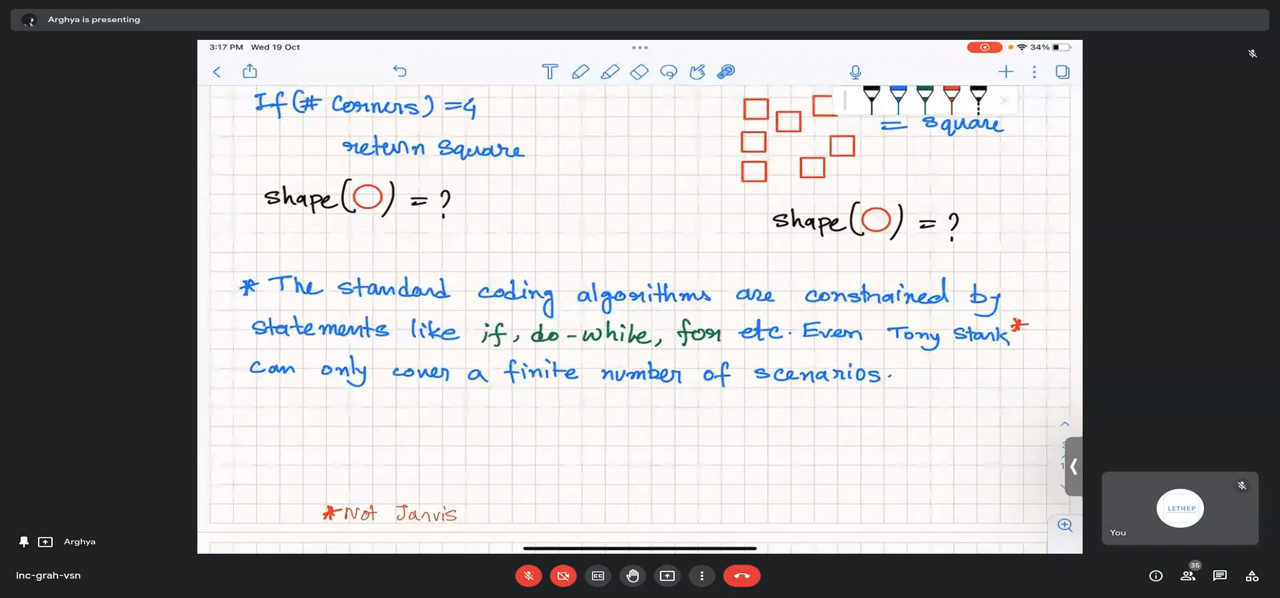 Arghya is presenting
3:17 PM Wed 19 Oct
34%
If (# corners) = 4
return square
= square
shape( ) = ?
shape( ) = ?
* The standard coding algorithms are constrained by
statements like if, do-while, for etc. Even Tony Stark*
can only cover a finite number of scenarios.
*Not Jarvis
LETHEP
You
Arghya
lnc-grah-vsn
35